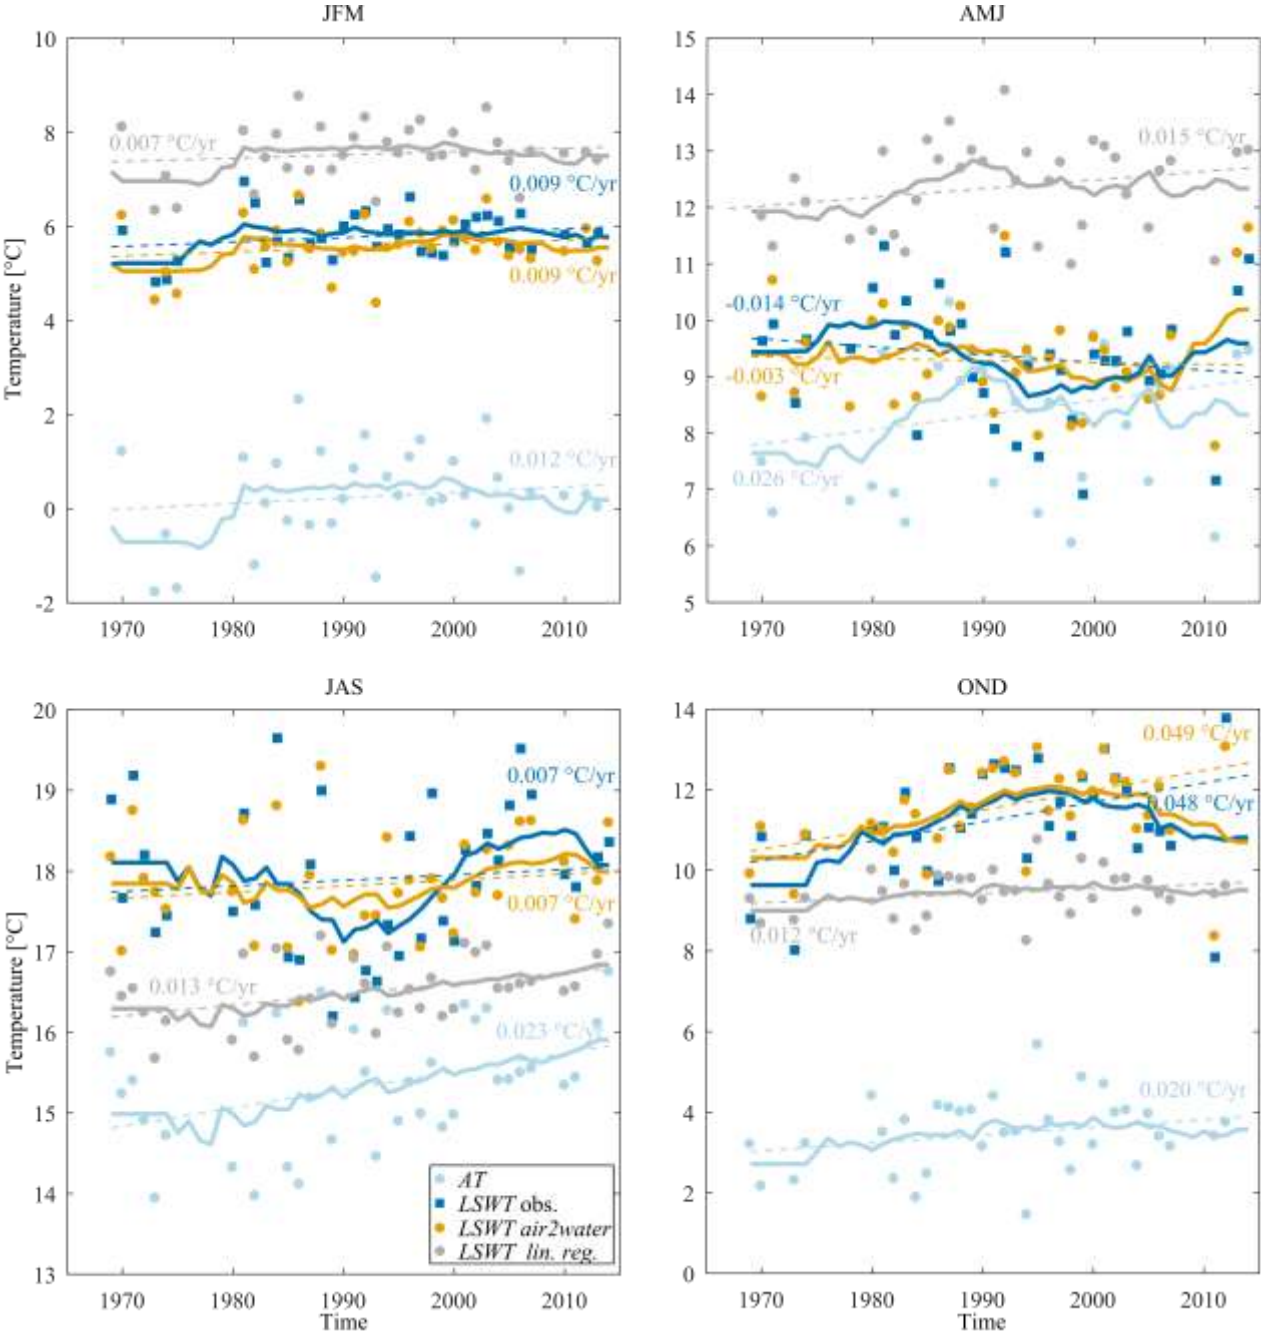 JFM
10
8
6
4
2
0
-2
Temperature [°C]
0.007 °C/yr
0.009 °C/yr
0.009 °C/yr
0.012 °C/yr
1970 1980 1990 2000 2010
AMJ
15
14
13
12
11
10
9
8
7
6
5
0.015 °C/yr
-0.014 °C/yr
-0.003 °C/yr
0.026 °C/yr
1970 1980 1990 2000 2010
JAS
20
19
18
17
16
15
14
13
Temperature [°C]
0.007 °C/yr
0.007 °C/yr
0.013 °C/yr
0.023 °C/yr
AT
LSWT obs.
LSWT air2water
LSWT lin. reg.
1970 1980 1990 2000 2010
Time
OND
14
12
10
8
6
4
2
0
0.049 °C/yr
0.048 °C/yr
0.012 °C/yr
0.020 °C/yr
1970 1980 1990 2000 2010
Time